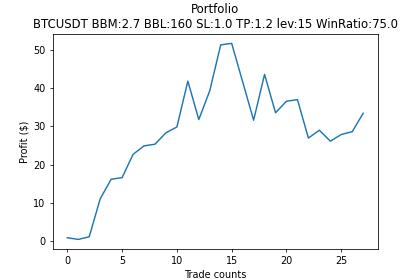 Portfolio
BTCUSDT BBM:2.7 BBL:160 SL:1.0 TP:1.2 lev:15 WinRatio:75.0
50
40
30
20
10
0
Profit ($)
0 5 10 15 20 25
Trade counts